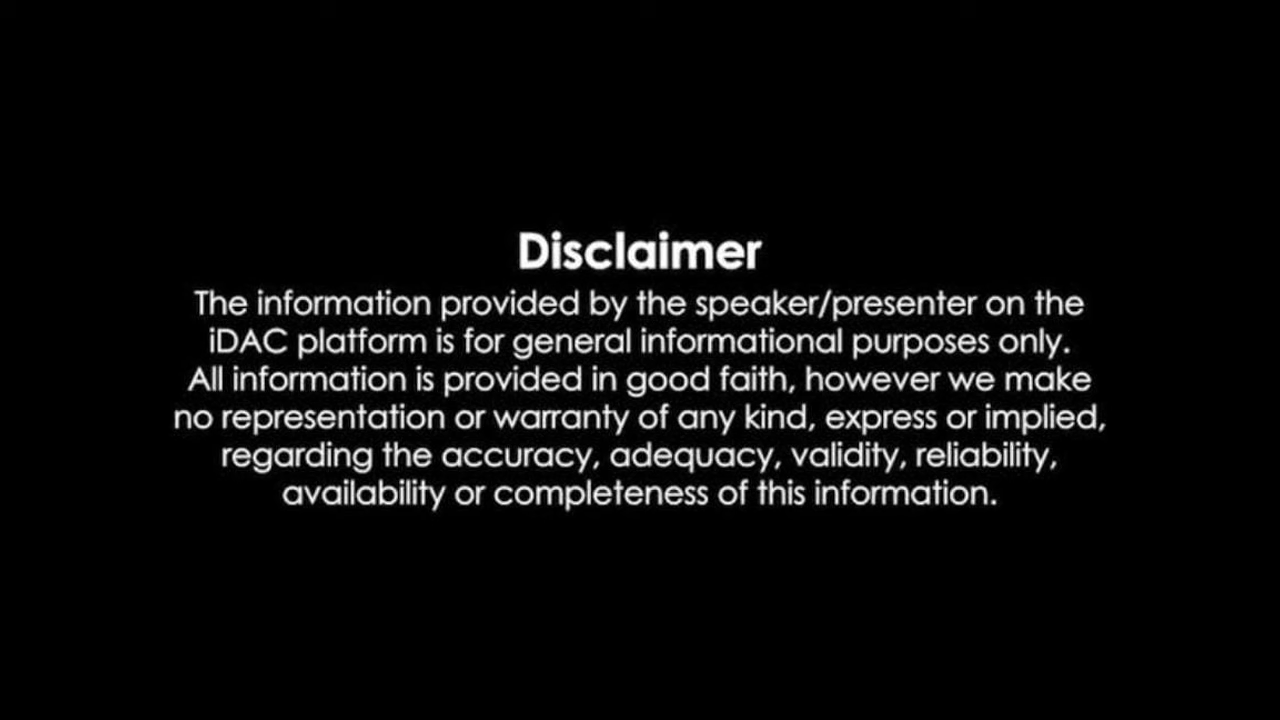 Disclaimer
The information provided by the speaker/presenter on the
iDAC platform is for general informational purposes only.
All information is provided in good faith, however we make
no representation or warranty of any kind, express or implied,
regarding the accuracy, adequacy, validity, reliability,
availability or completeness of this information.